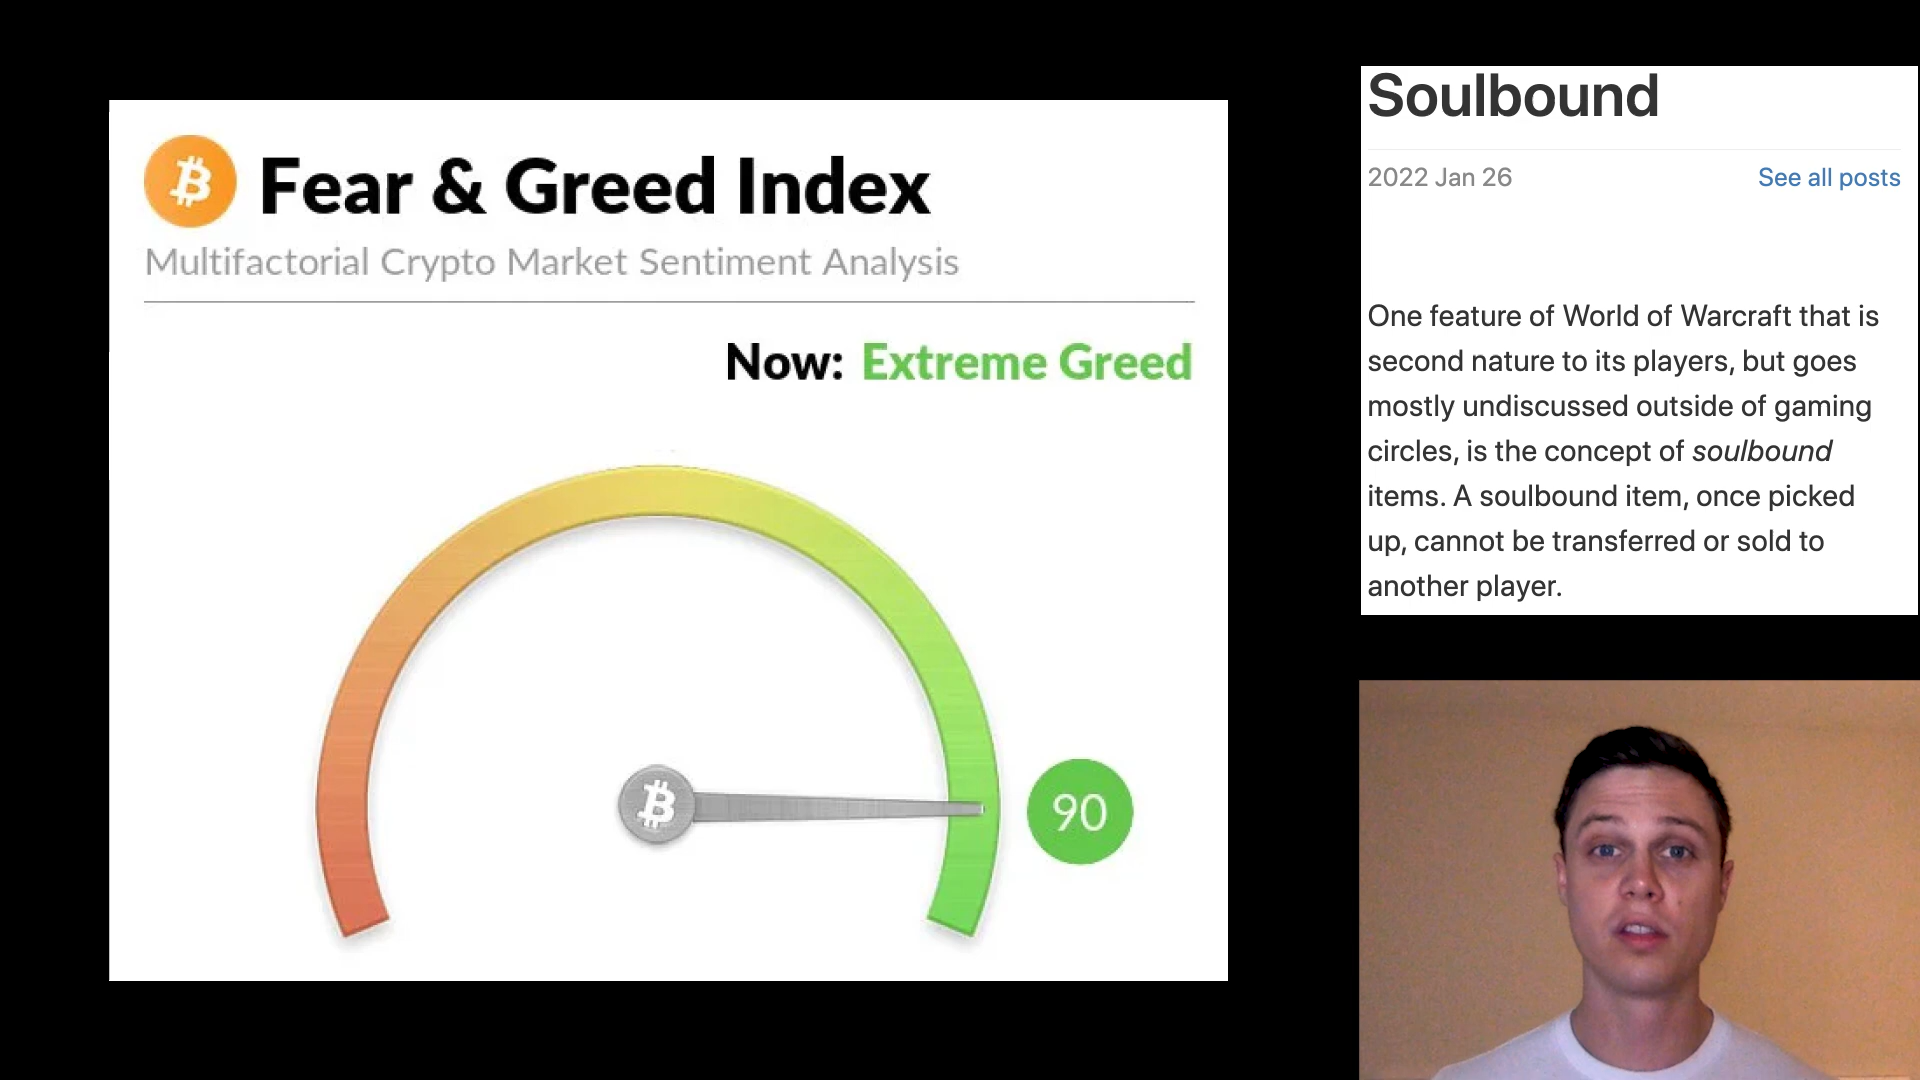 Fear & Greed Index
Multifactorial Crypto Market Sentiment Analysis
Now: Extreme Greed
90
Soulbound
2022 Jan 26 See all posts
One feature of World of Warcraft that is
second nature to its players, but goes
mostly undiscussed outside of gaming
circles, is the concept of soulbound
items. A soulbound item, once picked
up, cannot be transferred or sold to
another player.